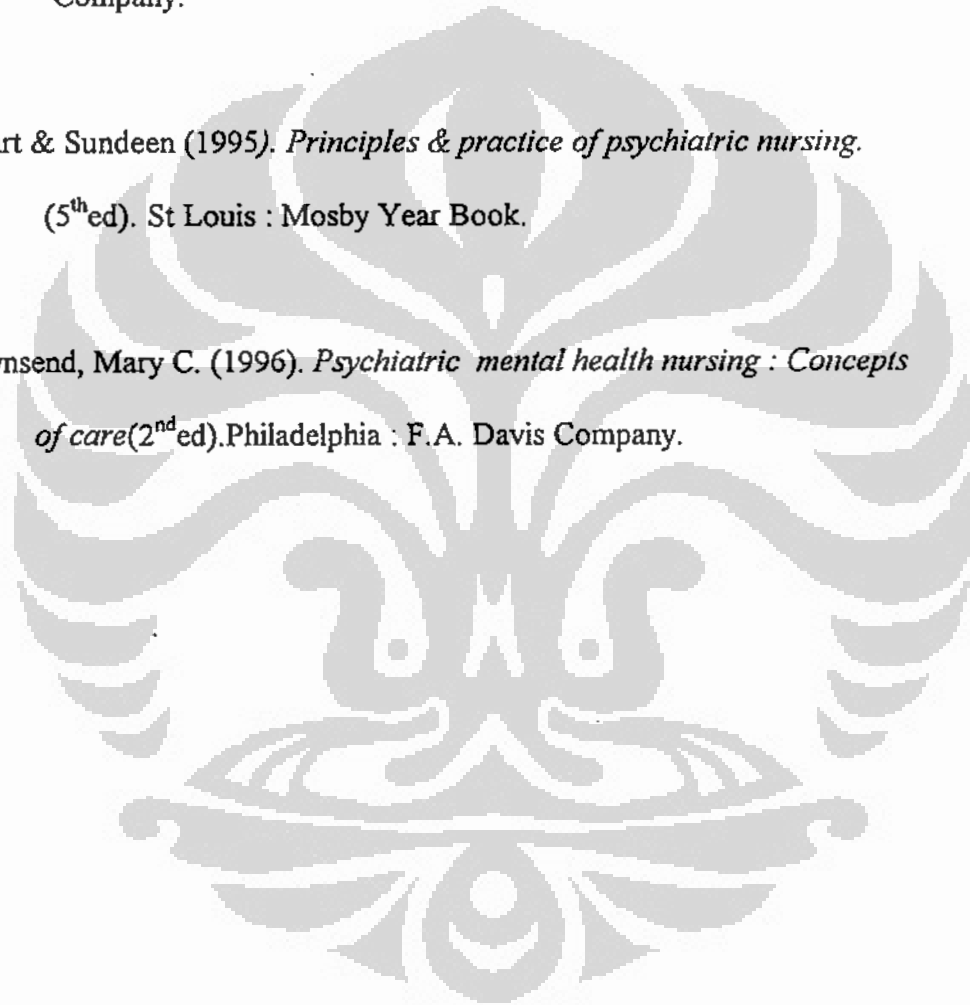 Company.
rt & Sundeen (1995). Principles & practice of psychiatric nursing.
(5thed). St Louis : Mosby Year Book.
nsend, Mary C. (1996). Psychiatric mental health nursing : Concepts
of care(2nded).Philadelphia : F.A. Davis Company.